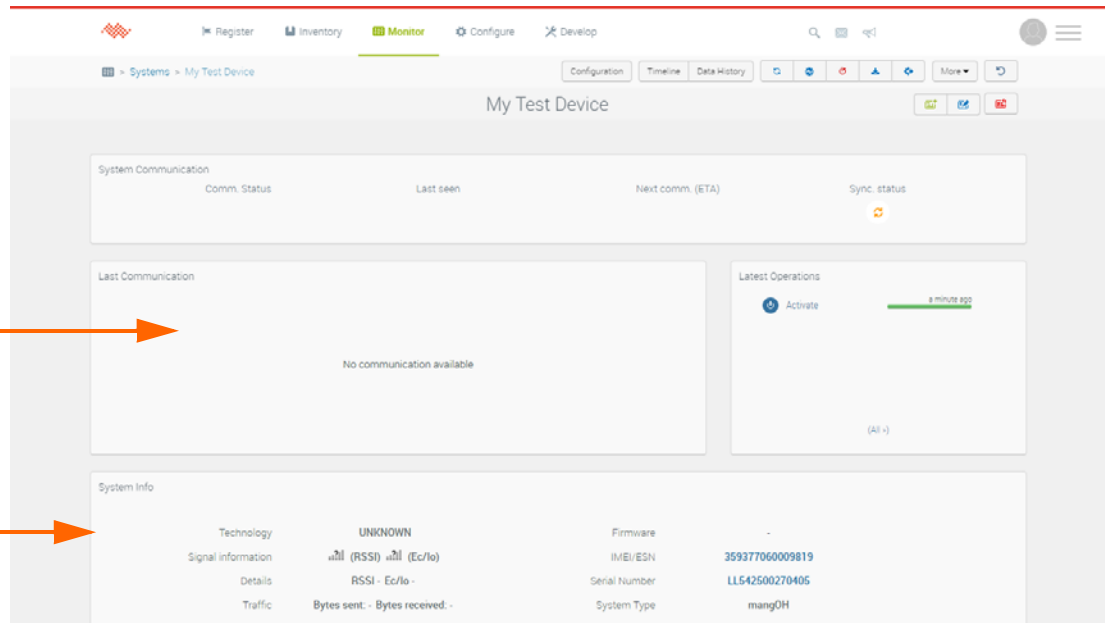 Register Inventory Monitor Configure Develop
» Systems » My Test Device Configuration Timeline Data History More
My Test Device
System Communication
Comm. Status Last seen Next comm. (ETA) Sync. status
Last Communication
No communication available
Latest Operations
Activate a minute ago
(All »)
System Info
Technology UNKNOWN Firmware -
Signal information (RSSI) (Ec/Io) IMEI/ESN 359377060009819
Details RSSI - Ec/Io - Serial Number LL542500270405
Traffic Bytes sent: - Bytes received: - System Type mangOH